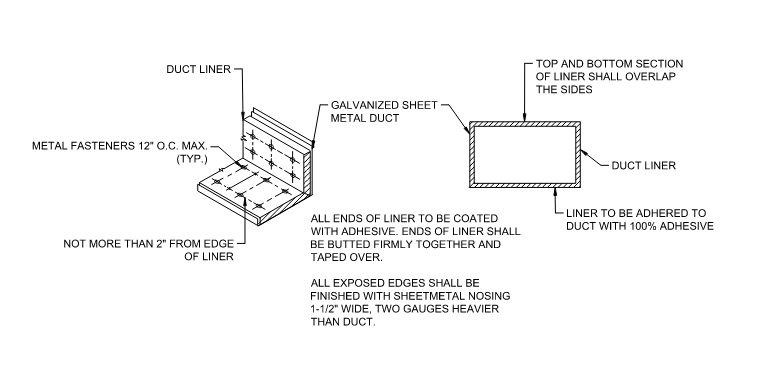 DUCT LINER
METAL FASTENERS 12" O.C. MAX.
(TYP.)
NOT MORE THAN 2" FROM EDGE
OF LINER
GALVANIZED SHEET
METAL DUCT
ALL ENDS OF LINER TO BE COATED
WITH ADHESIVE. ENDS OF LINER SHALL
BE BUTTED FIRMLY TOGETHER AND
TAPED OVER.
ALL EXPOSED EDGES SHALL BE
FINISHED WITH SHEETMETAL NOSING
1-1/2" WIDE, TWO GAUGES HEAVIER
THAN DUCT.
TOP AND BOTTOM SECTION
OF LINER SHALL OVERLAP
THE SIDES
DUCT LINER
LINER TO BE ADHERED TO
DUCT WITH 100% ADHESIVE